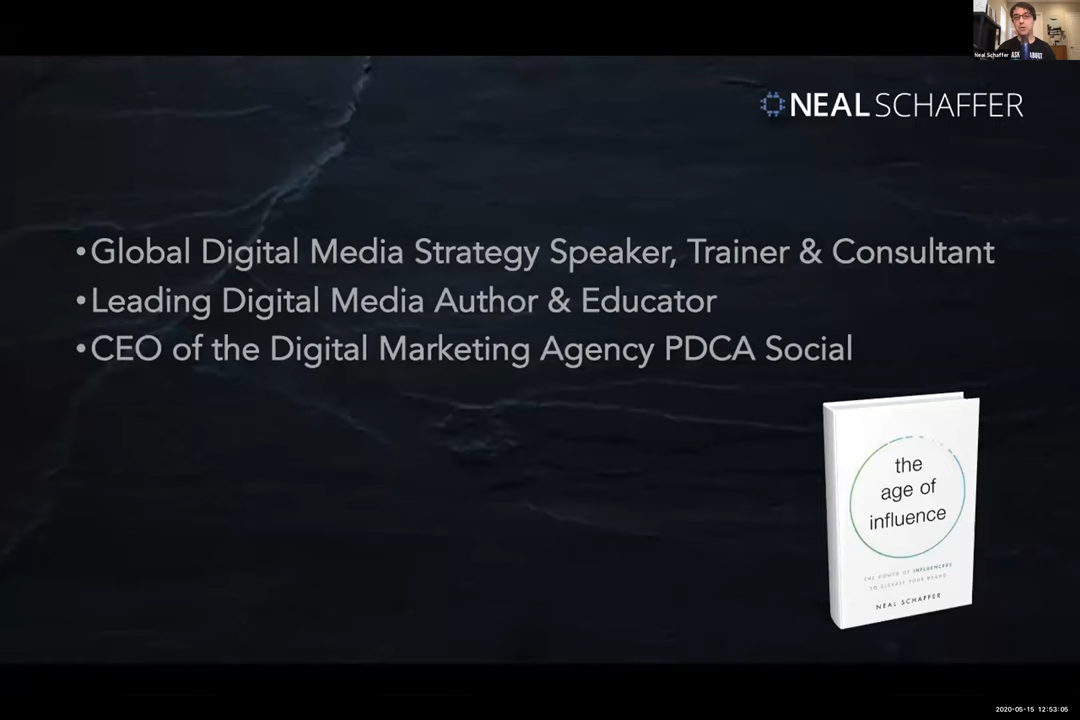 Neal Schaffer
NEAL SCHAFFER
•Global Digital Media Strategy Speaker, Trainer & Consultant
•Leading Digital Media Author & Educator
•CEO of the Digital Marketing Agency PDCA Social
the
age of
influence
THE POWER OF INFLUENCERS
TO ELEVATE YOUR BRAND
NEAL SCHAFFER
2020-05-15 12:53:05